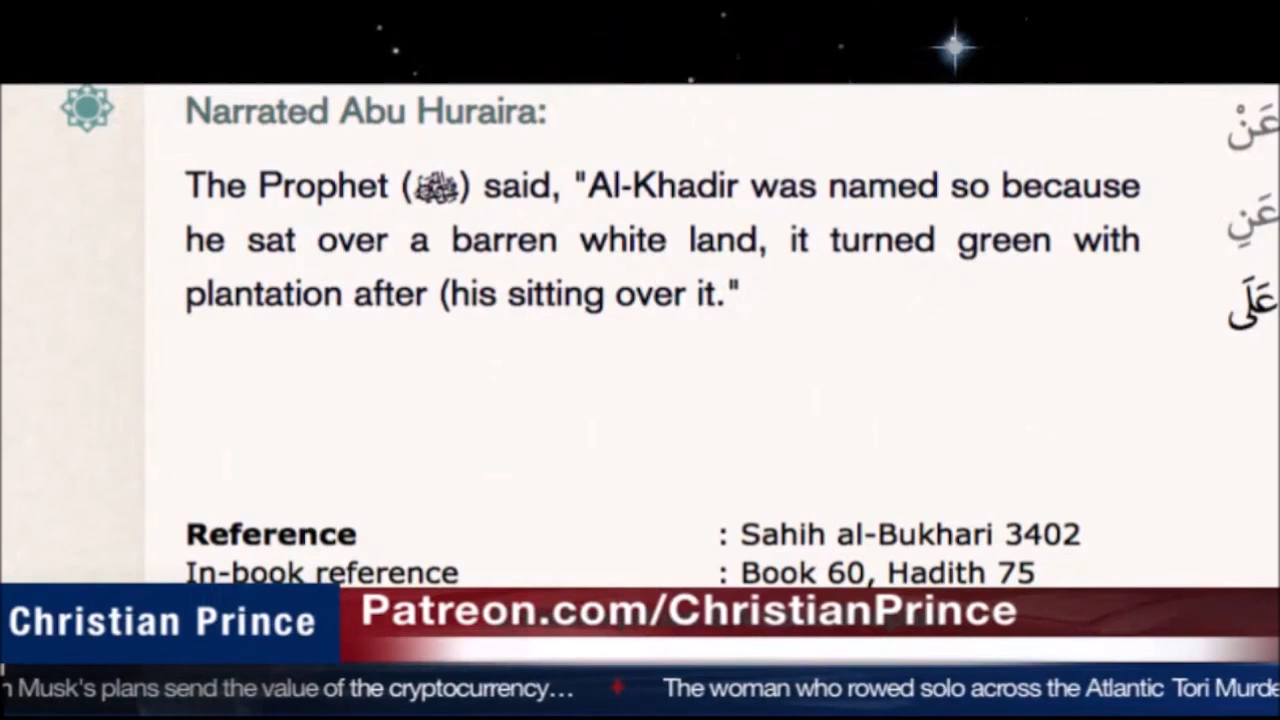 Narrated Abu Huraira:
عَنْ
The Prophet (ﷺ) said, "Al-Khadir was named so because
he sat over a barren white land, it turned green with
عَنِ
plantation after (his sitting over it."
عَلَى
Reference : Sahih al-Bukhari 3402
In-book reference : Book 60, Hadith 75
Christian Prince
Patreon.com/ChristianPrince
n Musk's plans send the value of the cryptocurrency... The woman who rowed solo across the Atlantic Tori Murde